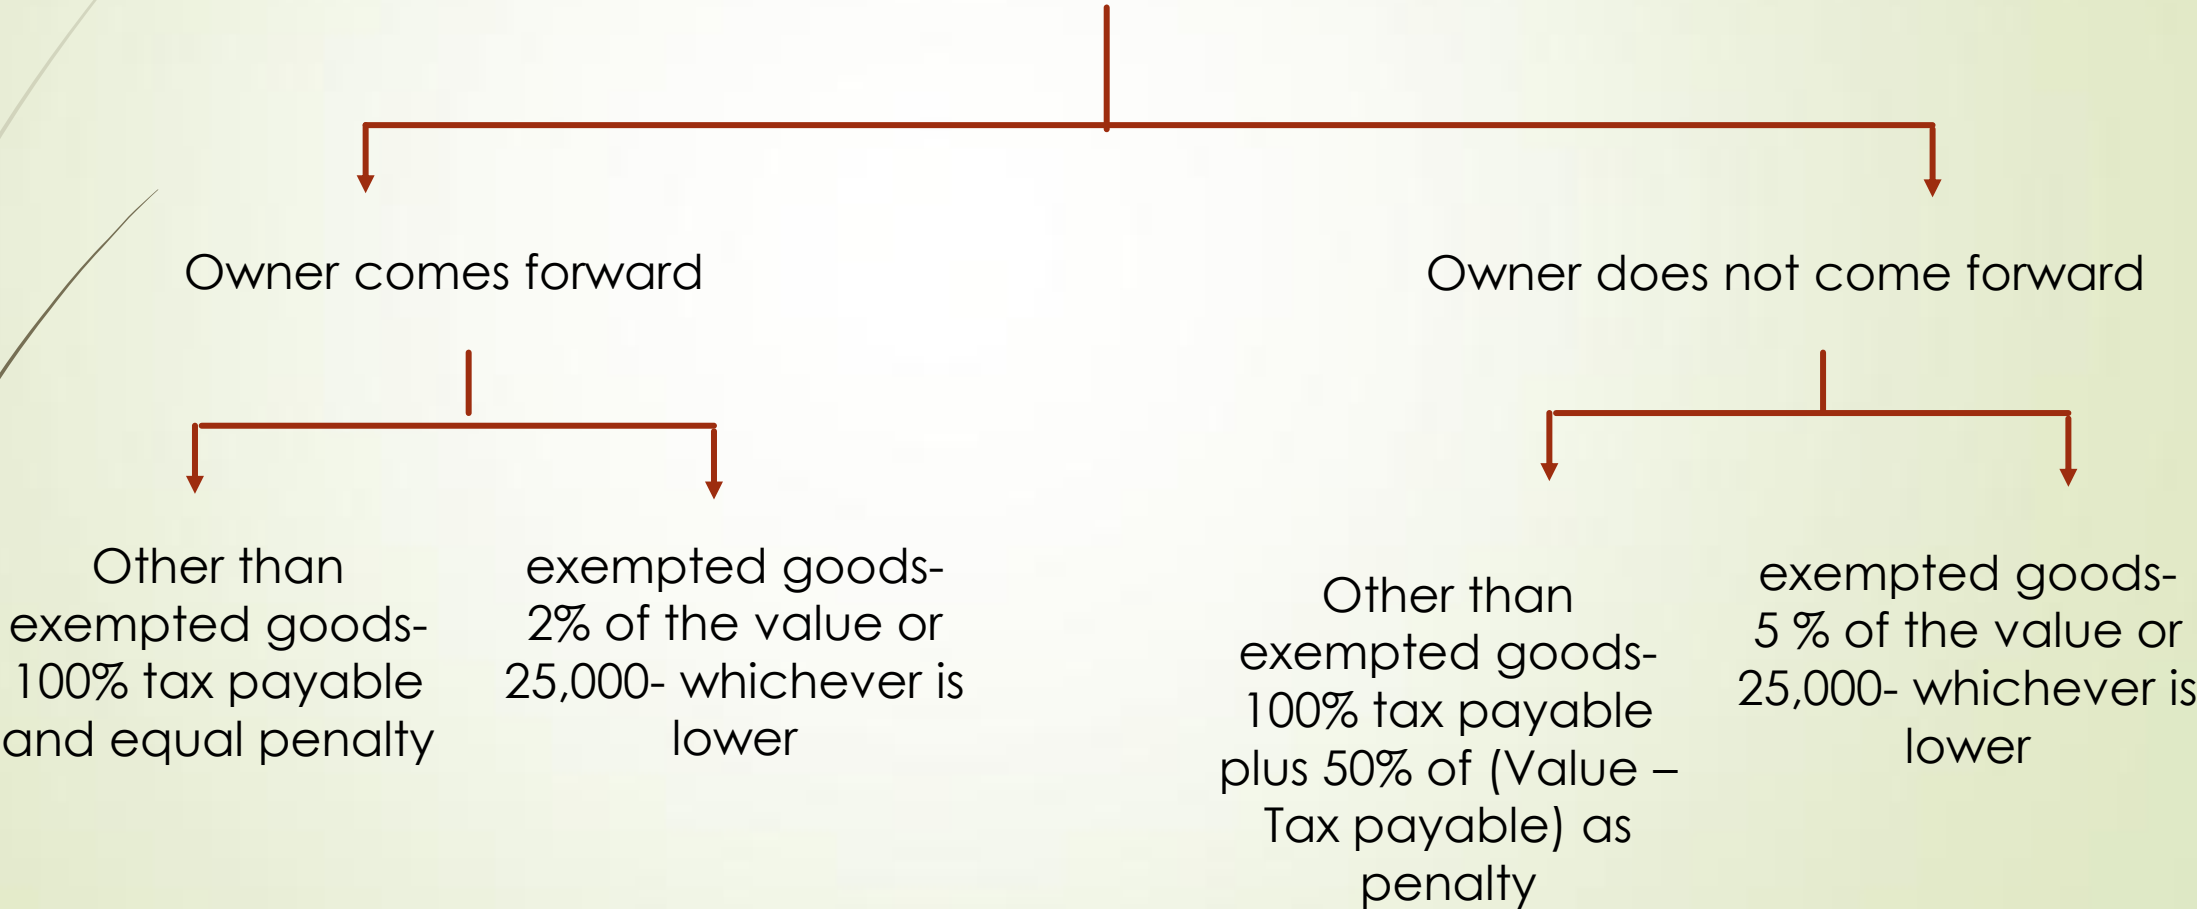 Owner comes forward
Owner does not come forward
Other than
exempted goods-
100% tax payable
and equal penalty
exempted goods-
2% of the value or
25,000- whichever is
lower
Other than
exempted goods-
100% tax payable
plus 50% of (Value –
Tax payable) as
penalty
exempted goods-
5 % of the value or
25,000- whichever is
lower